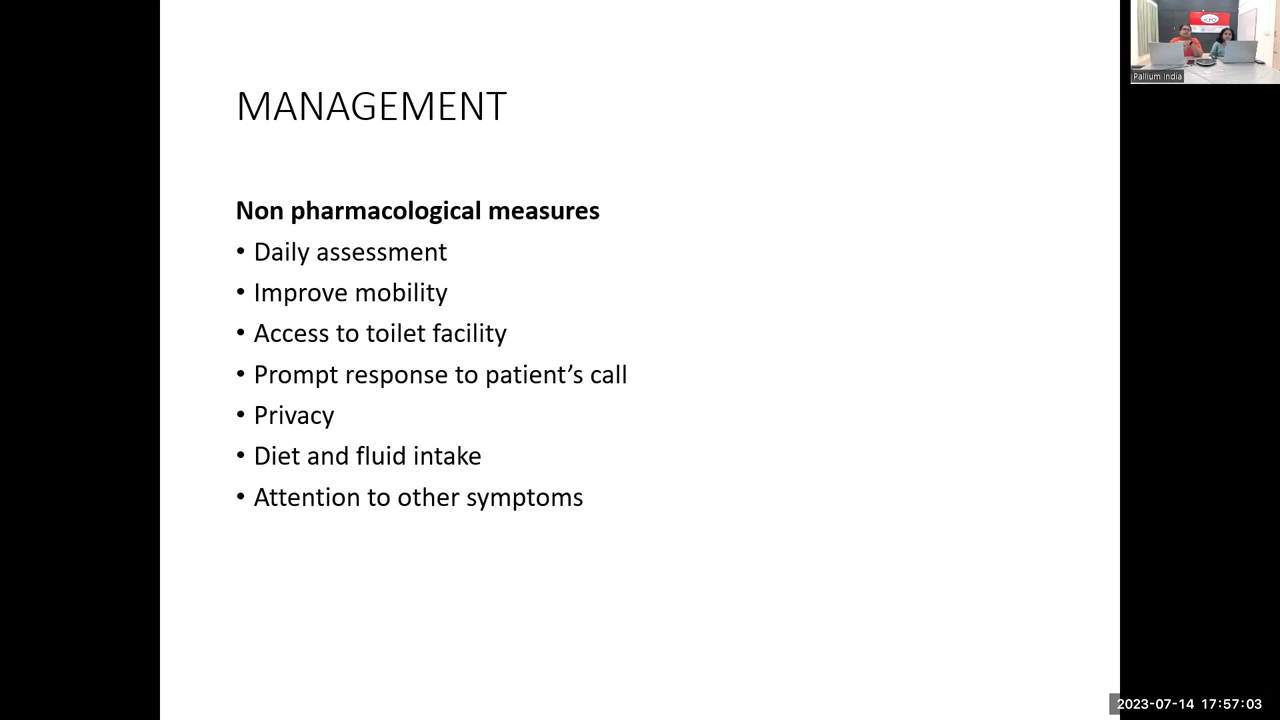 MANAGEMENT
Non pharmacological measures
• Daily assessment
• Improve mobility
• Access to toilet facility
• Prompt response to patient’s call
• Privacy
• Diet and fluid intake
• Attention to other symptoms
Pallium India
2023-07-14 17:57:03